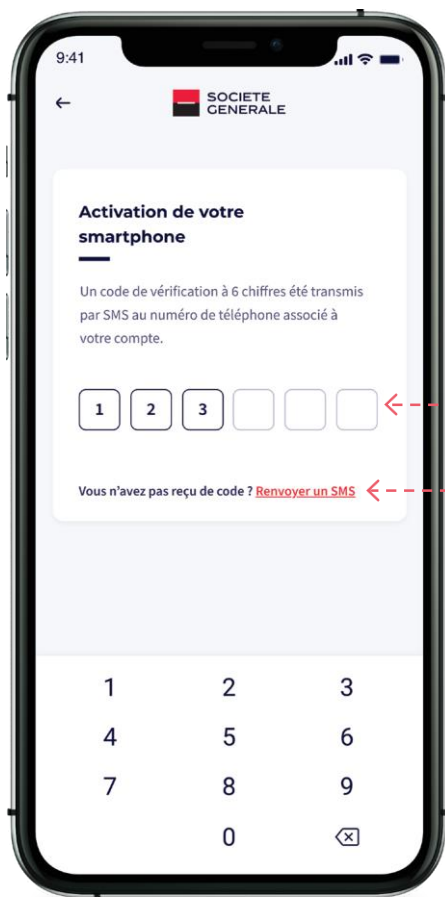 9:41
SOCIETE
GENERALE
Activation de votre
smartphone
Un code de vérification à 6 chiffres été transmis
par SMS au numéro de téléphone associé à
votre compte.
1 2 3
Vous n'avez pas reçu de code ? Renvoyer un SMS
1 2 3
4 5 6
7 8 9
0